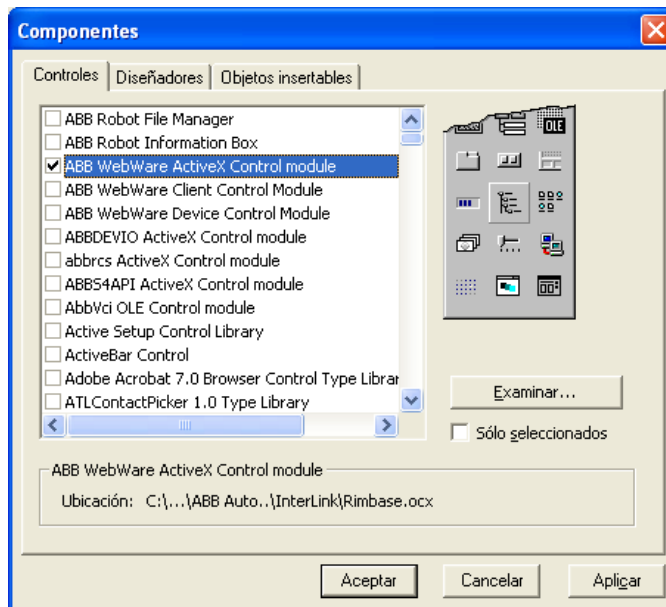 Componentes
Controles
Diseñadores
Objetos insertables
ABB Robot File Manager
ABB Robot Information Box
ABB WebWare ActiveX Control module
ABB WebWare Client Control Module
ABB WebWare Device Control Module
ABBDEVIO ActiveX Control module
abbrcs ActiveX Control module
ABBS4API ActiveX Control module
AbbVci OLE Control module
Active Setup Control Library
ActiveBar Control
Adobe Acrobat 7.0 Browser Control Type Librar
ATLContactPicker 1.0 Type Library
OLE
Examinar...
Sólo seleccionados
ABB WebWare ActiveX Control module
Ubicación: C:\...\ABB Auto..\InterLink\Rimbase.ocx
Aceptar
Cancelar
Aplicar